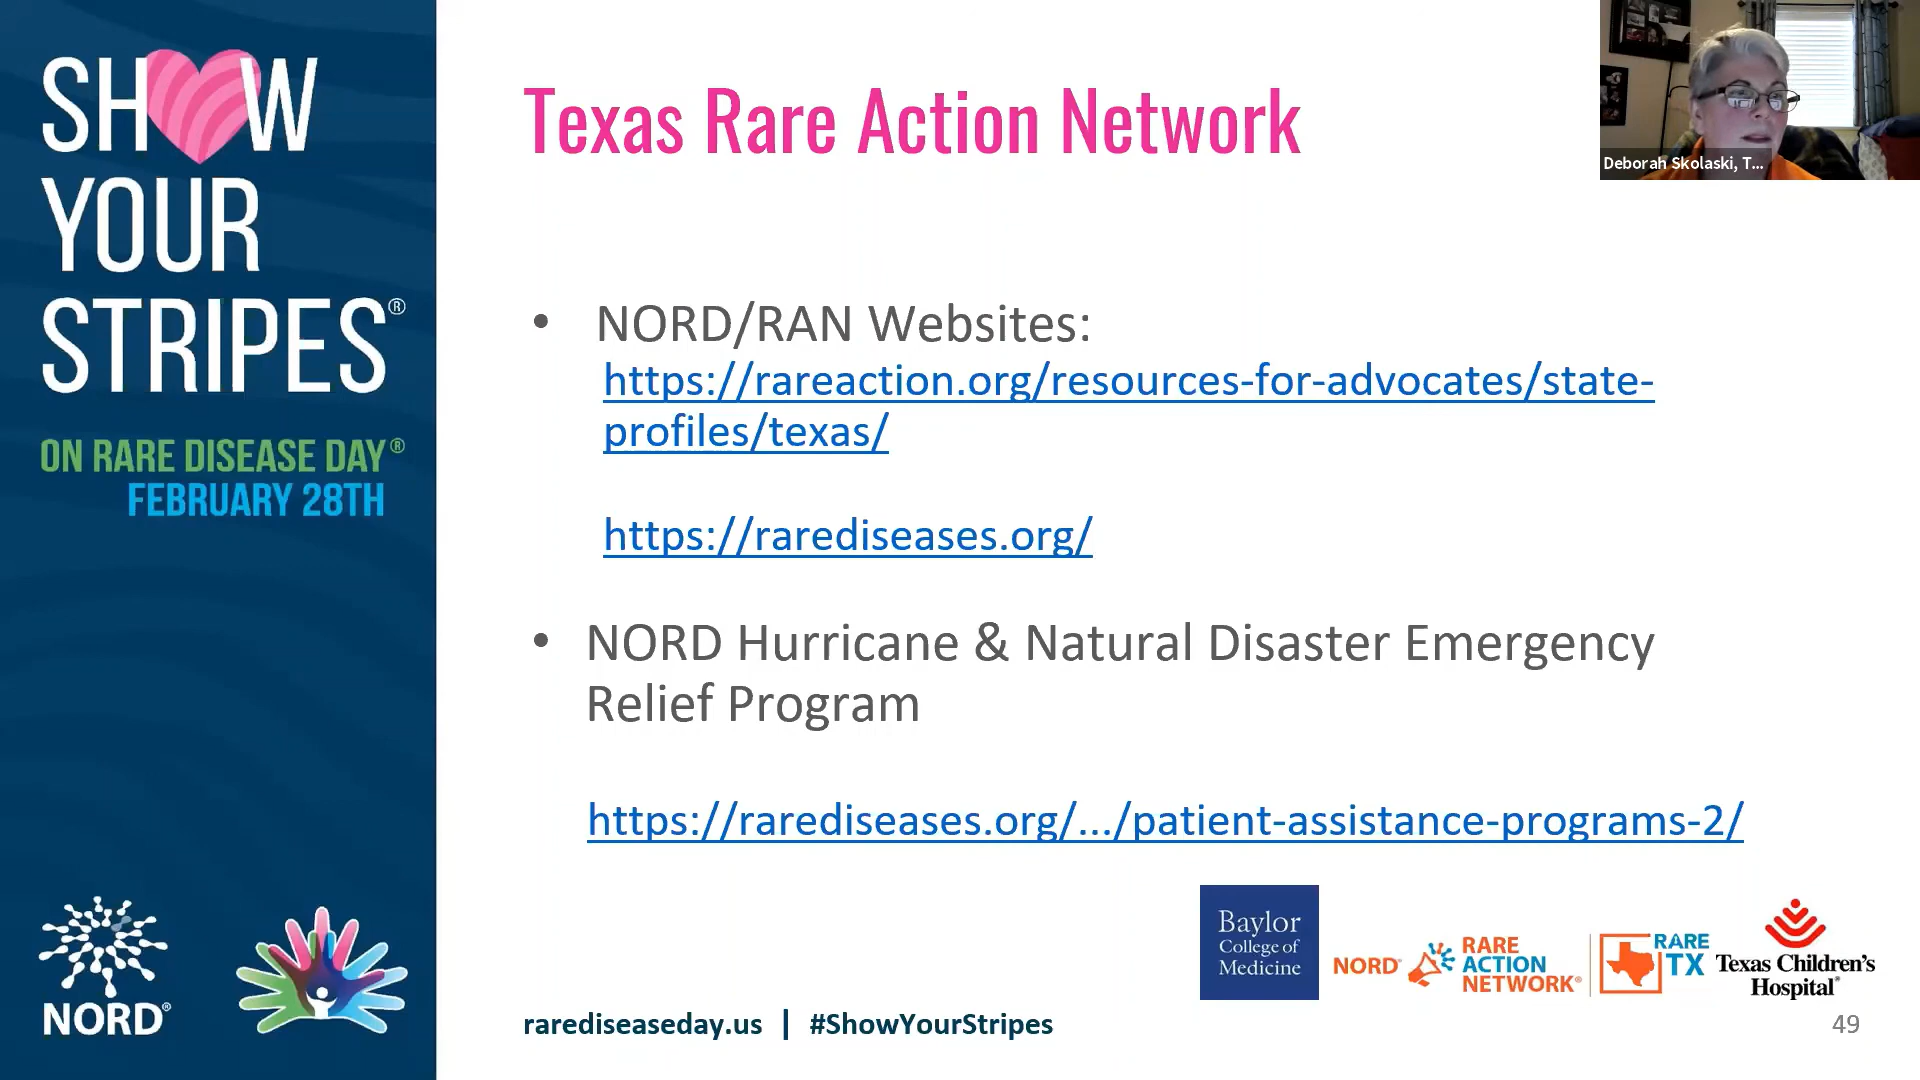 SHOW
YOUR
STRIPES®
ON RARE DISEASE DAY®
FEBRUARY 28TH
NORD®
Texas Rare Action Network
Deborah Skolaski, T...
• NORD/RAN Websites:
https://rareaction.org/resources-for-advocates/state-
profiles/texas/
https://rarediseases.org/
• NORD Hurricane & Natural Disaster Emergency
Relief Program
https://rarediseases.org/.../patient-assistance-programs-2/
Baylor
College of
Medicine
NORD®
RARE
ACTION
NETWORK®
RARE
TX
Texas Children's
Hospital®
rarediseaseday.us | #ShowYourStripes
49